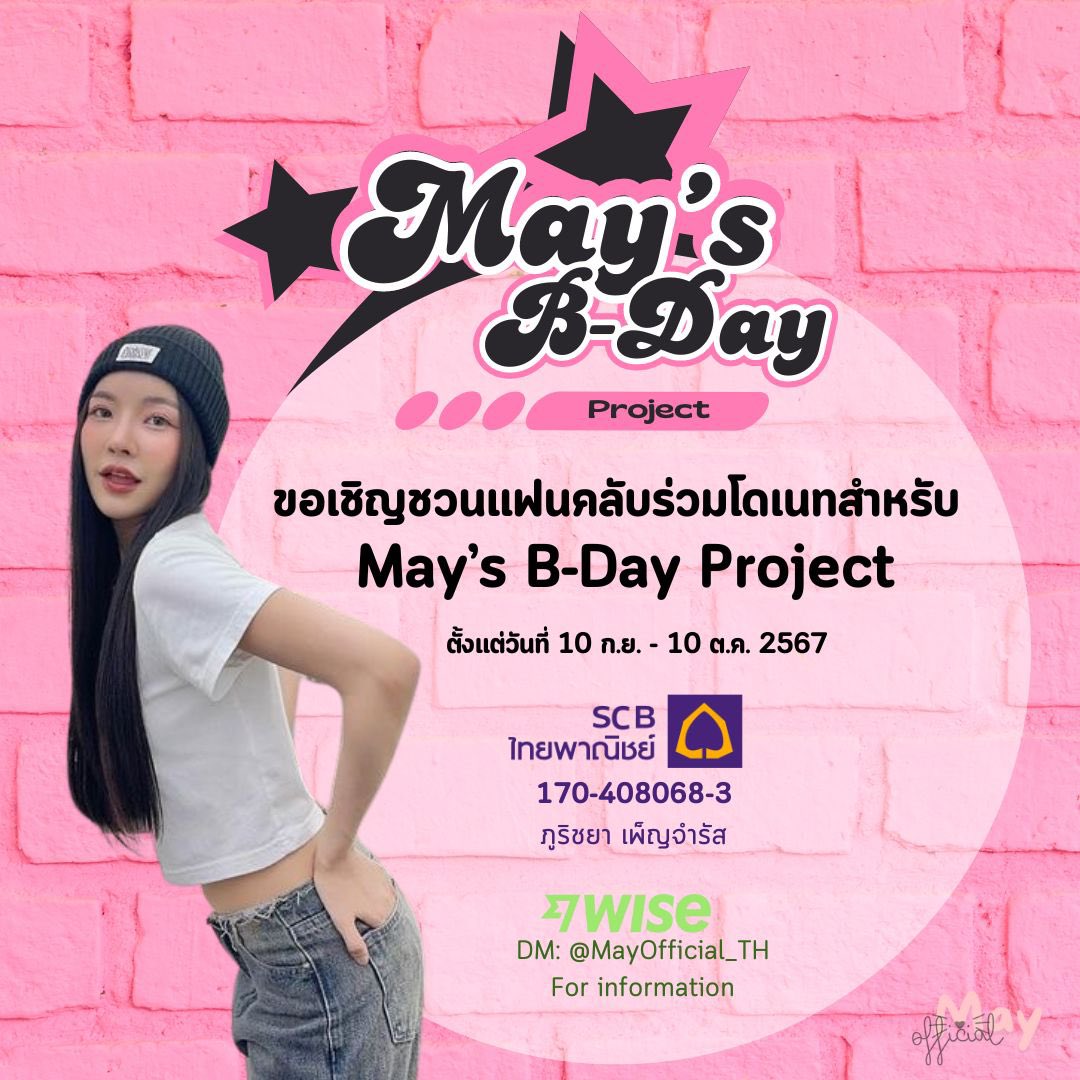 May's
B-Day
Project
ขอเชิญชวนแฟนคลับร่วมโดเนทสำหรับ
May's B-Day Project
ตั้งแต่วันที่ 10 ก.ย. - 10 ต.ค. 2567
SCB
ไทยพาณิชย์
170-408068-3
ภูริชยา เพ็ญจำรัส
WISE
DM: @MayOfficial_TH
For information
May
official